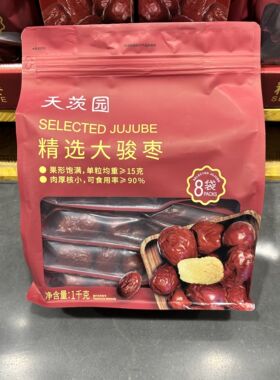 天莰园
SELECTED JUJUBE
精选大骏枣
果形饱满,单粒均重≥15克
肉厚核小,可食用率≥90%
8袋
PACKS
净含量:1千克